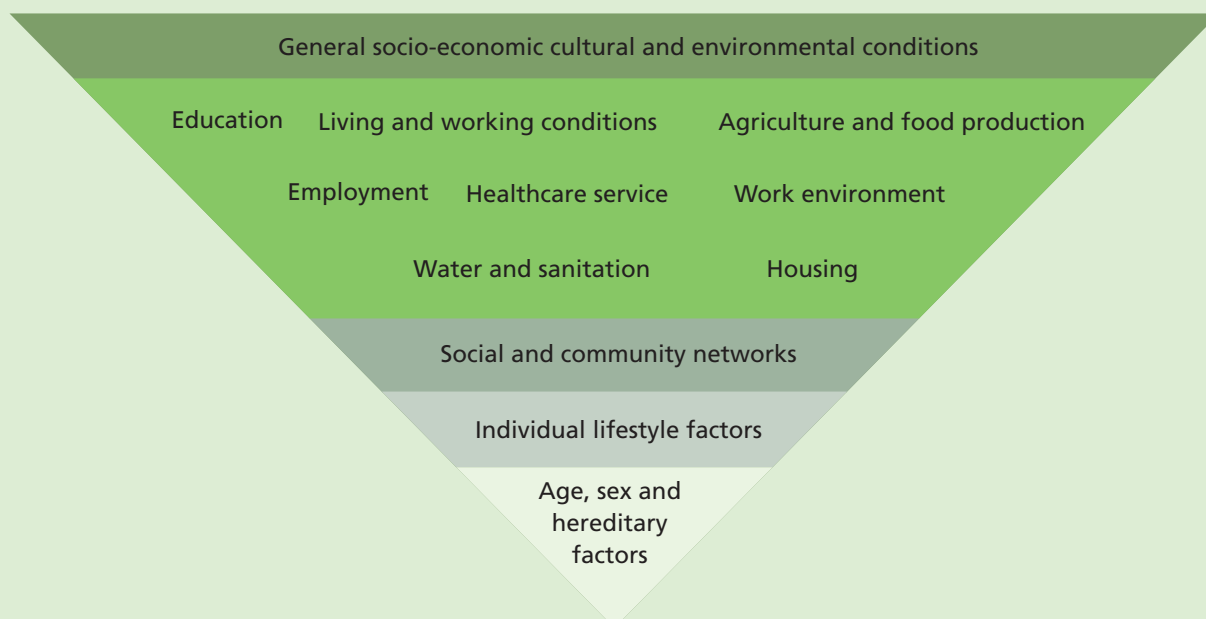 General socio-economic cultural and environmental conditions
Education Living and working conditions Agriculture and food production
Employment Healthcare service Work environment
Water and sanitation Housing
Social and community networks
Individual lifestyle factors
Age, sex and
hereditary
factors